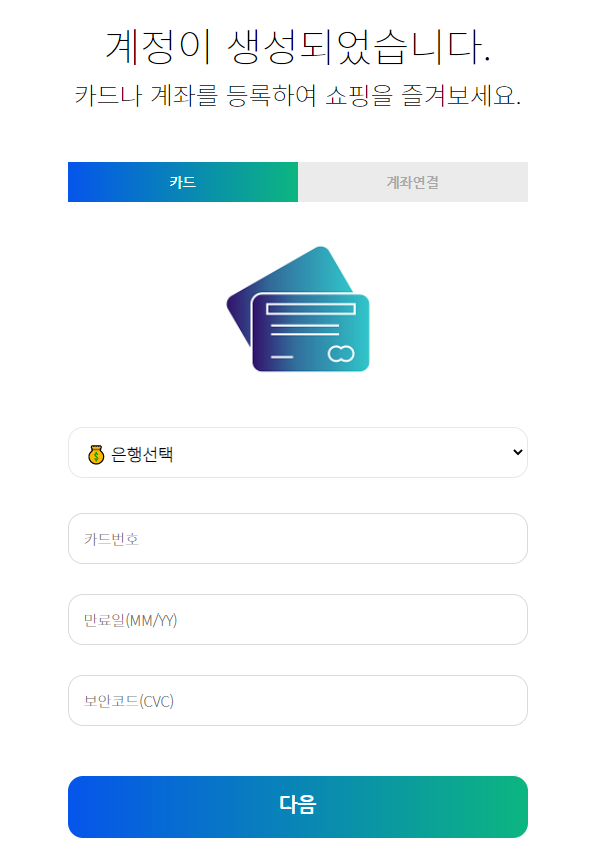 계정이 생성되었습니다.
카드나 계좌를 등록하여 쇼핑을 즐겨보세요.
카드 계좌연결
💰 은행선택
카드번호
만료일(MM/YY)
보안코드(CVC)
다음